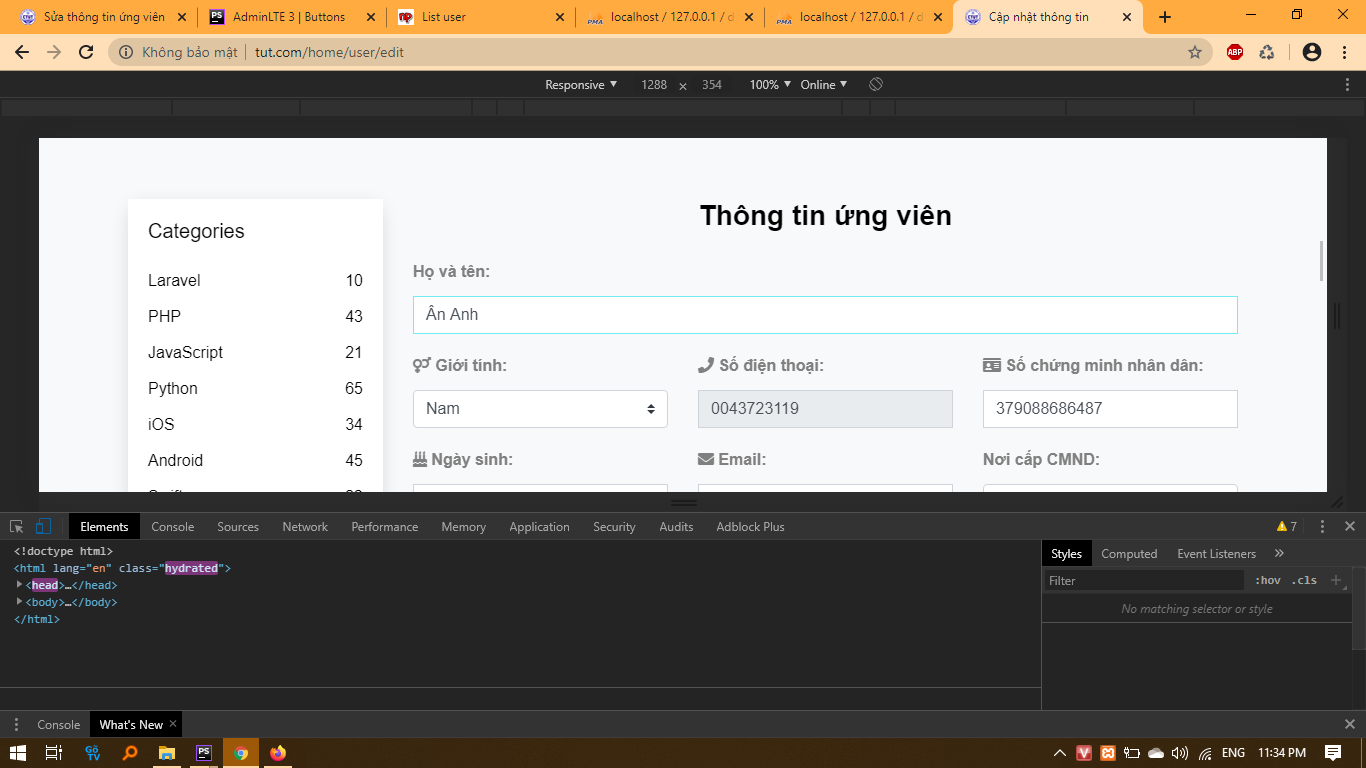 Sửa thông tin ứng viên
AdminLTE 3 | Buttons
List user
localhost / 127.0.0.1 / d
localhost / 127.0.0.1 / d
Cập nhật thông tin
Không bảo mật
tut.com/home/user/edit
ABP
Responsive
1288 × 354
100%
Online
Categories
Laravel 10
PHP 43
JavaScript 21
Python 65
iOS 34
Android 45
Thông tin ứng viên
Họ và tên:
Ân Anh
Giới tính:
Số điện thoại:
Số chứng minh nhân dân:
Nam
0043723119
379088686487
Ngày sinh:
Email:
Nơi cấp CMND:
Elements Console Sources Network Performance Memory Application Security Audits Adblock Plus
7
<!doctype html>
<html lang="en" class="hydrated">
<head>…</head>
<body>…</body>
</html>
Styles Computed Event Listeners »
Filter
:hov .cls +
No matching selector or style
Console What's New
ENG 11:34 PM